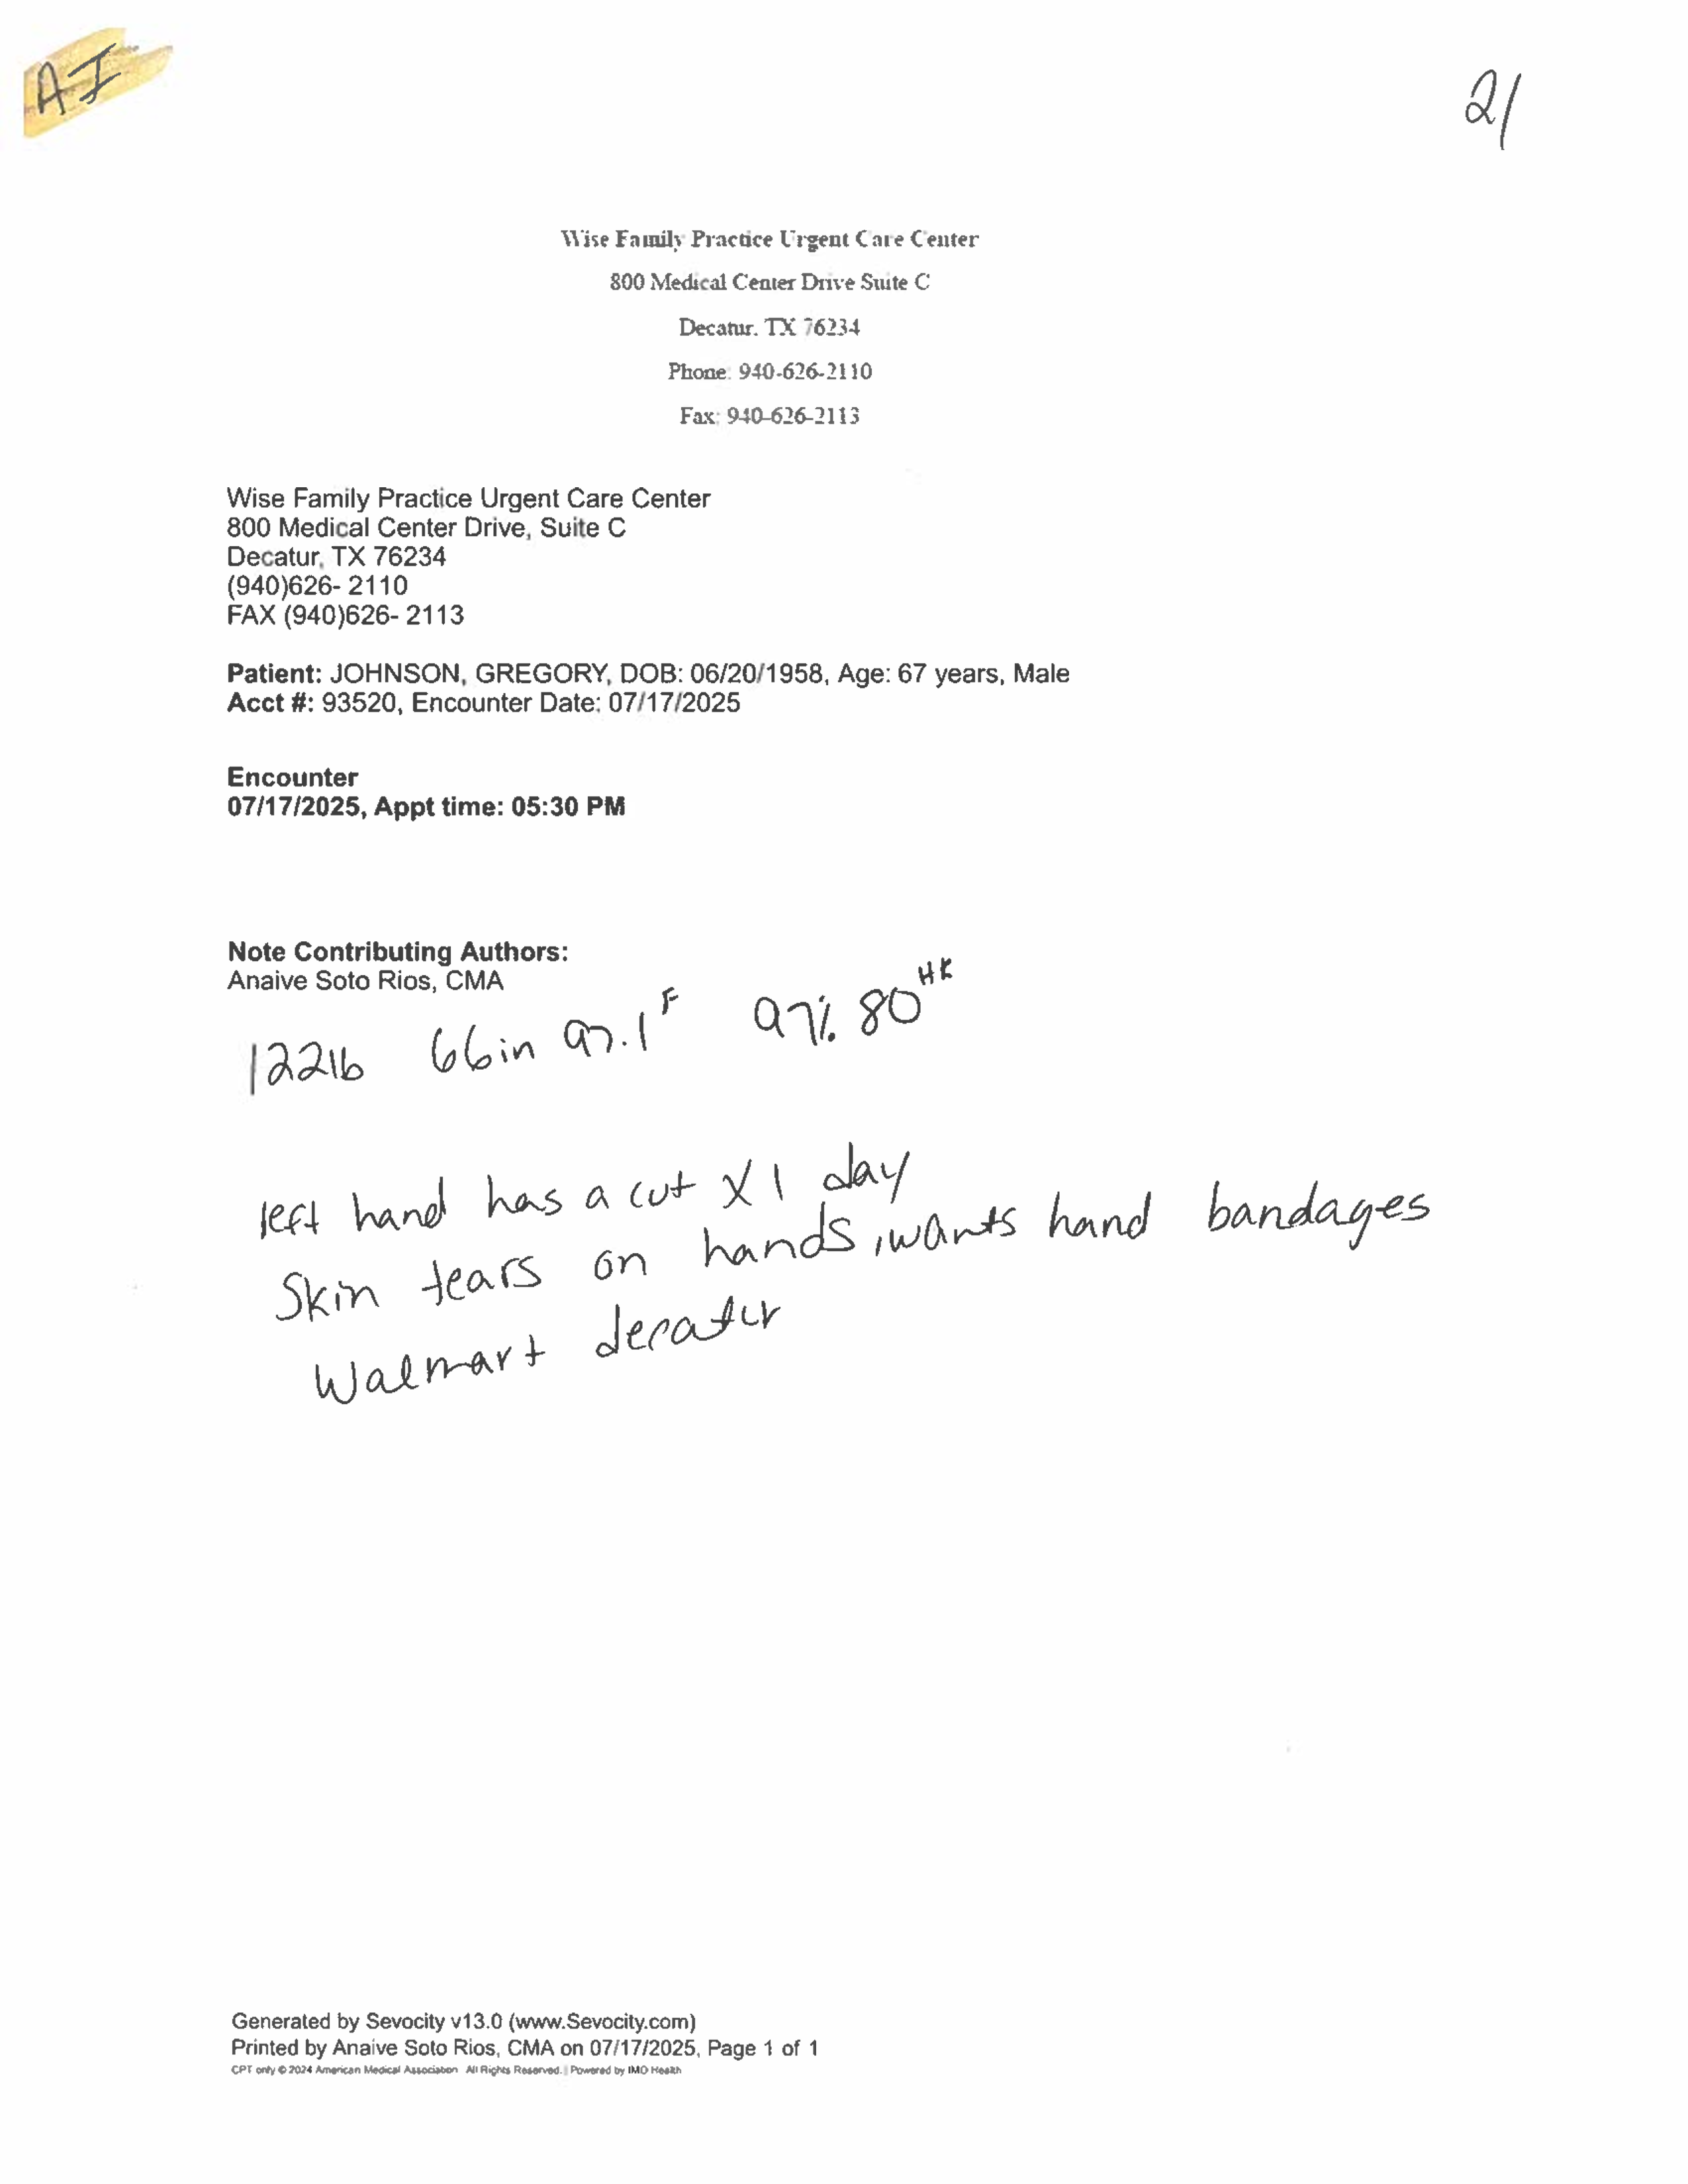 AI
21
Wise Family Practice Urgent Care Center
800 Medical Center Drive Suite C
Decatur, TX 76234
Phone: 940-626-2110
Fax: 940-626-2113
Wise Family Practice Urgent Care Center
800 Medical Center Drive, Suite C
Decatur, TX 76234
(940)626- 2110
FAX (940)626- 2113
Patient: JOHNSON, GREGORY, DOB: 06/20/1958, Age: 67 years, Male
Acct #: 93520, Encounter Date: 07/17/2025
Encounter
07/17/2025, Appt time: 05:30 PM
Note Contributing Authors:
Anaive Soto Rios, CMA
122lb 66in 97.1 F 97% 80 HR
left hand has a cut X 1 day
Skin tears on hands, wants hand bandages
Walmart decatur
Generated by Sevocity v13.0 (www.Sevocity.com)
Printed by Anaive Soto Rios, CMA on 07/17/2025, Page 1 of 1
CPT only © 2024 American Medical Association All Rights Reserved. | Powered by IMO Health